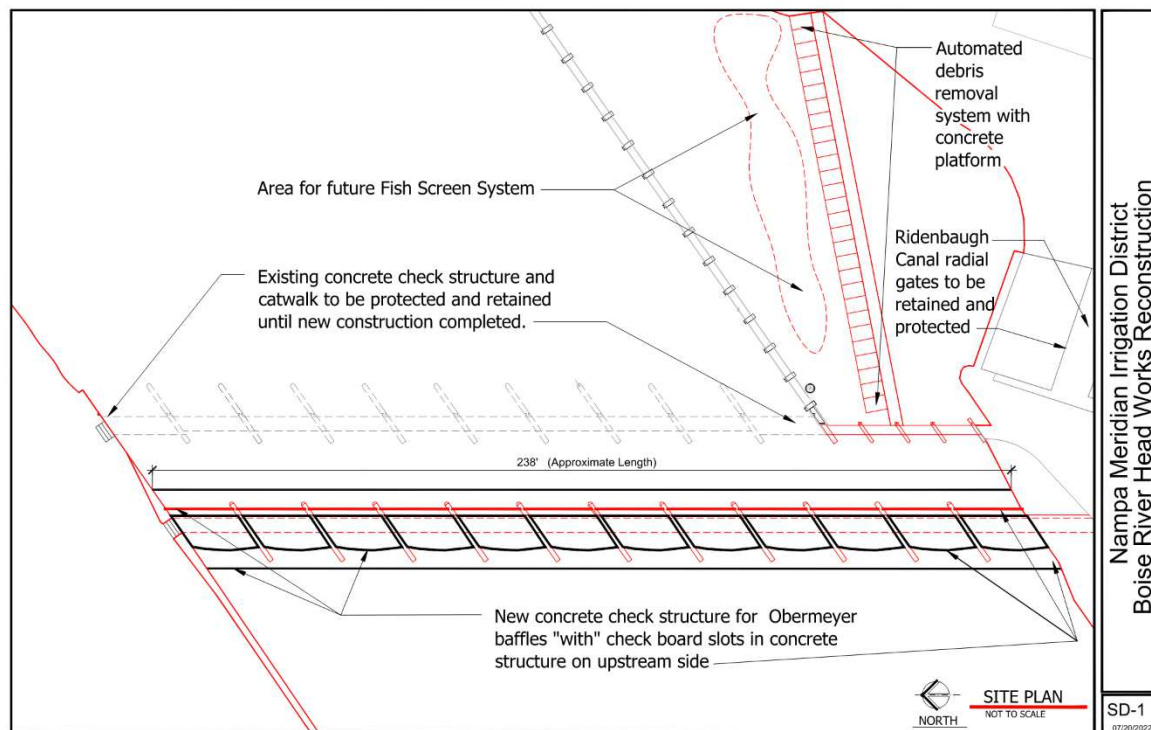 Automated
debris
removal
system with
concrete
platform
Area for future Fish Screen System
Ridenbaugh
Canal radial
gates to be
retained and
protected
Existing concrete check structure and
catwalk to be protected and retained
until new construction completed.
238' (Approximate Length)
New concrete check structure for Obermeyer
baffles "with" check board slots in concrete
structure on upstream side
NORTH
SITE PLAN
NOT TO SCALE
Nampa Meridian Irrigation District
Boise River Head Works Reconstruction
SD-1
07/20/2022